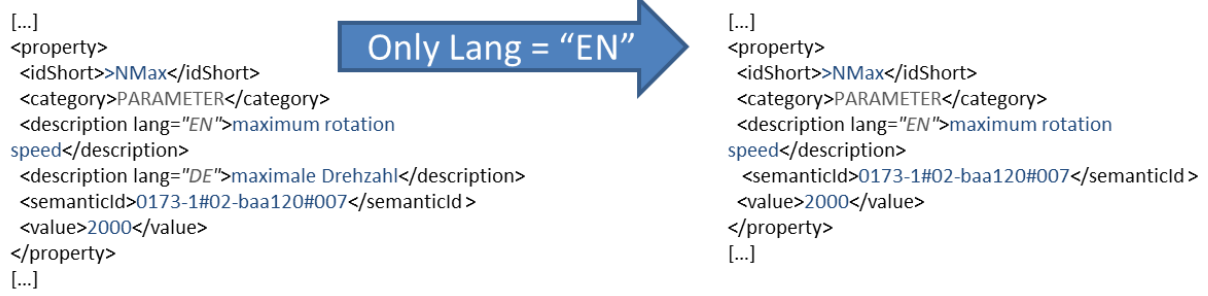 [...]
<property>
<idShort>>NMax</idShort>
<category>PARAMETER</category>
<description lang="EN">maximum rotation
speed</description>
<description lang="DE">maximale Drehzahl</description>
<semanticId>0173-1#02-baa120#007</semanticId >
<value>2000</value>
</property>
[...]
Only Lang = “EN”
[...]
<property>
<idShort>>NMax</idShort>
<category>PARAMETER</category>
<description lang="EN">maximum rotation
speed</description>
<semanticId>0173-1#02-baa120#007</semanticId >
<value>2000</value>
</property>
[...]